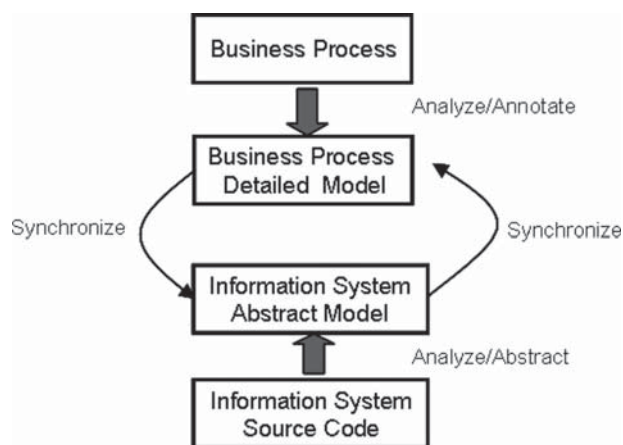 Business Process
Analyze/Annotate
Business Process
Detailed Model
Synchronize
Synchronize
Information System
Abstract Model
Analyze/Abstract
Information System
Source Code